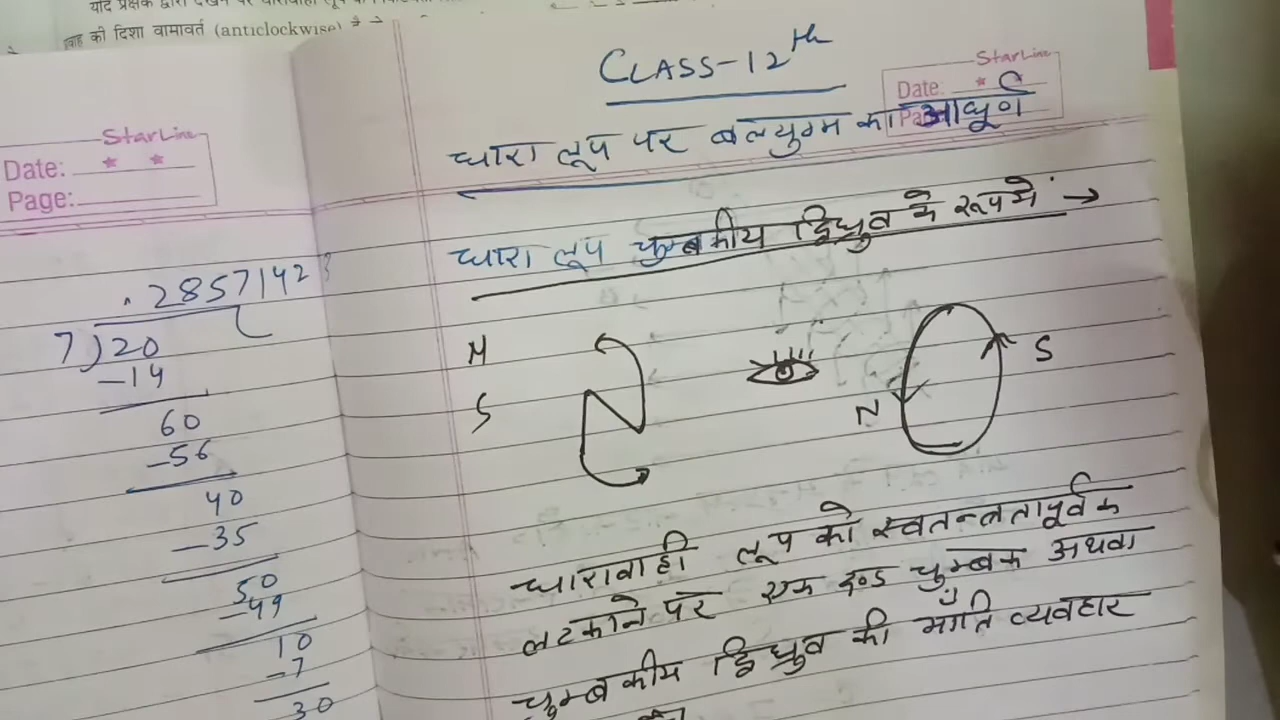 को दिशा वामावर्त (anticlockwise)
StarLine
Date:
Page:
.2857142
7)20
-14
60
-56
40
-35
50
-49
10
-7
30
CLASS-12th
StarLine
Date:
धारा लूप पर बलयुग्म का आघूर्ण
धारा लूप चुम्बकीय द्विध्रुव के रूप में →
N
S
N
S
धारावाही लूप को स्वतन्त्रतापूर्वक
लटकाने पर एक दण्ड चुम्बक अथवा
चुम्बकीय द्विध्रुव की भाँति व्यवहार